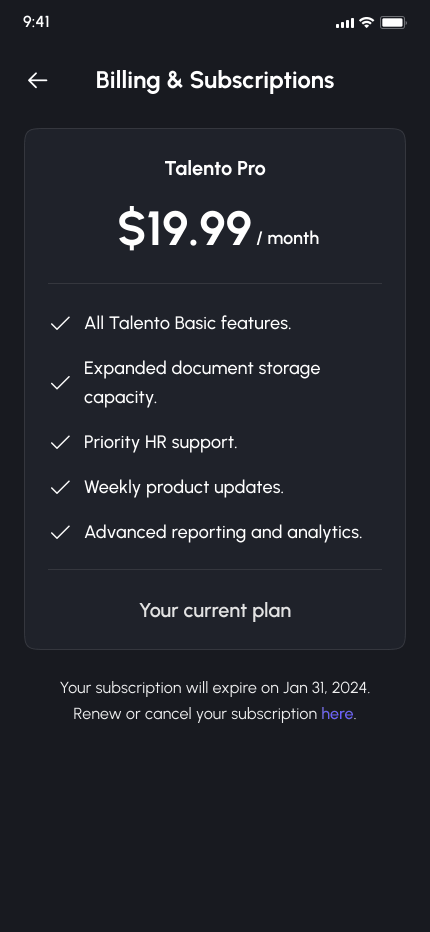 9:41
Billing & Subscriptions
Talento Pro
$19.99 / month
All Talento Basic features.
Expanded document storage
capacity.
Priority HR support.
Weekly product updates.
Advanced reporting and analytics.
Your current plan
Your subscription will expire on Jan 31, 2024.
Renew or cancel your subscription here.